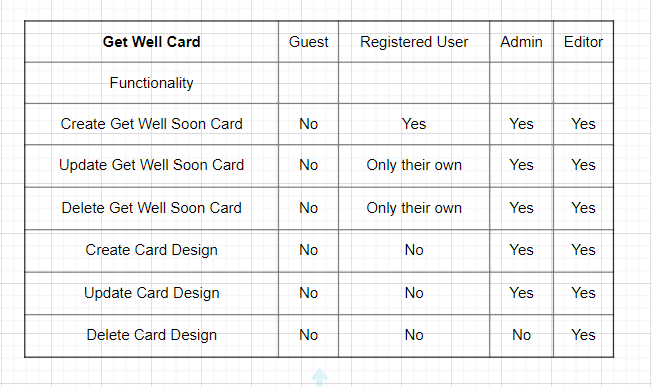 Get Well Card Guest Registered User Admin Editor
Functionality
Create Get Well Soon Card No Yes Yes Yes
Update Get Well Soon Card No Only their own Yes Yes
Delete Get Well Soon Card No Only their own Yes Yes
Create Card Design No No Yes Yes
Update Card Design No No Yes Yes
Delete Card Design No No No Yes